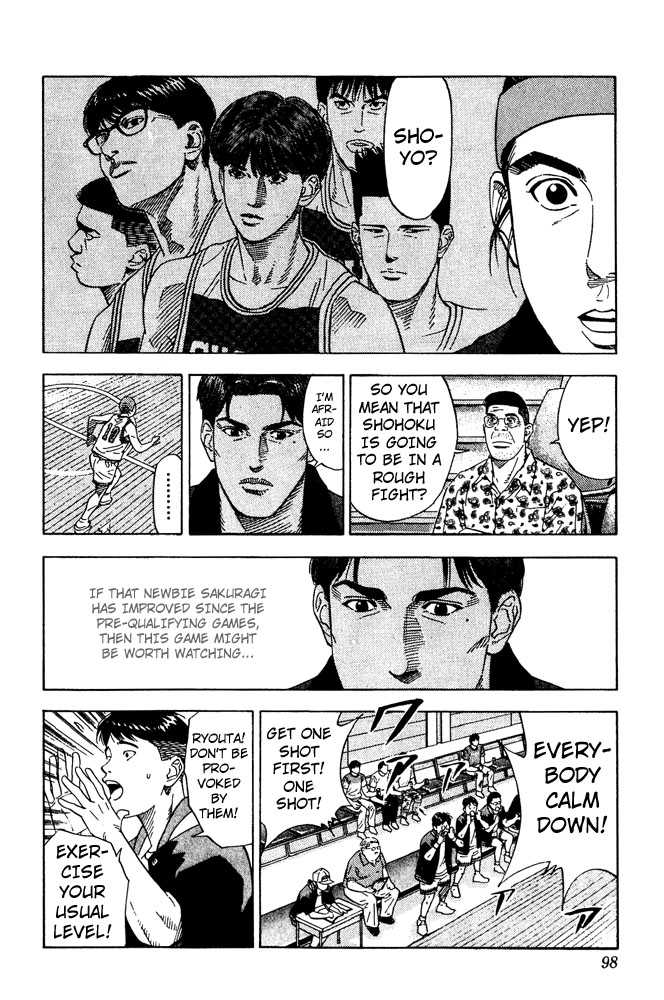 SHO-
YO?
YEP!
SO YOU
MEAN THAT
SHOHOKU
IS GOING
TO BE IN A
ROUGH
FIGHT?
I'M
AFR-
AID
SO
...
.........
IF THAT NEWBIE SAKURAGI
HAS IMPROVED SINCE THE
PRE-QUALIFYING GAMES,
THEN THIS GAME MIGHT
BE WORTH WATCHING...
EVERY-
BODY
CALM
DOWN!
GET ONE
SHOT
FIRST!
ONE
SHOT!
RYOUTA!
DON'T BE
PRO-
VOKED
BY
THEM!
EXER-
CISE
YOUR
USUAL
LEVEL!
98